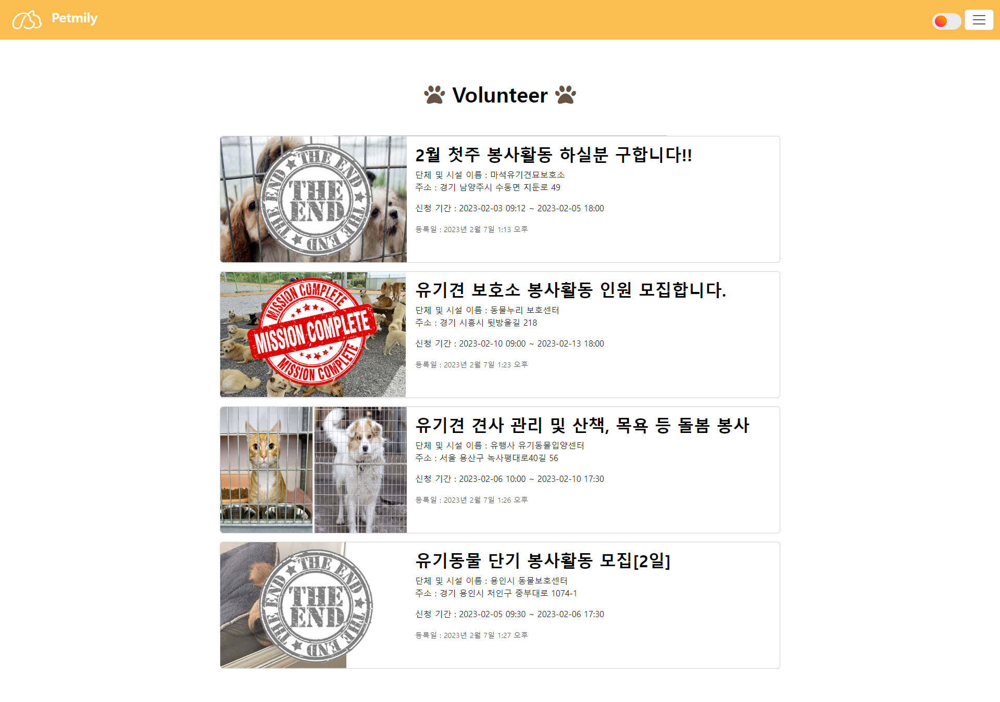 Petmily
Volunteer
THE END THE END THE END THE END
THE
END
2월 첫주 봉사활동 하실분 구합니다!!
단체 및 시설 이름 : 마석유기견묘보호소
주소 : 경기 남양주시 수동면 지둔로 49
신청 기간 : 2023-02-03 09:12 ~ 2023-02-05 18:00
등록일 : 2023년 2월 7일 1:13 오후
MISSION COMPLETE
MISSION COMPLETE
MISSION COMPLETE
유기견 보호소 봉사활동 인원 모집합니다.
단체 및 시설 이름 : 동물누리 보호센터
주소 : 경기 시흥시 뒷방울길 218
신청 기간 : 2023-02-10 09:00 ~ 2023-02-13 18:00
등록일 : 2023년 2월 7일 1:23 오후
유기견 견사 관리 및 산책, 목욕 등 돌봄 봉사
단체 및 시설 이름 : 유행사 유기동물입양센터
주소 : 서울 용산구 녹사평대로40길 56
신청 기간 : 2023-02-06 10:00 ~ 2023-02-10 17:30
등록일 : 2023년 2월 7일 1:26 오후
THE END THE END THE END THE END
THE
END
유기동물 단기 봉사활동 모집[2일]
단체 및 시설 이름 : 용인시 동물보호센터
주소 : 경기 용인시 처인구 중부대로 1074-1
신청 기간 : 2023-02-05 09:30 ~ 2023-02-06 17:30
등록일 : 2023년 2월 7일 1:27 오후